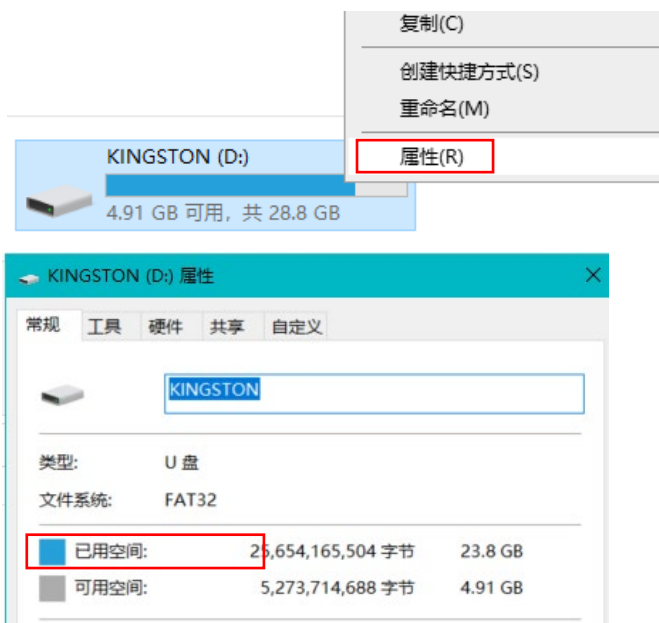 复制(C)
创建快捷方式(S)
重命名(M)
属性(R)
KINGSTON (D:)
4.91 GB 可用，共 28.8 GB
KINGSTON (D:) 属性
常规 工具 硬件 共享 自定义
KINGSTON
类型: U 盘
文件系统: FAT32
已用空间: 25,654,165,504 字节 23.8 GB
可用空间: 5,273,714,688 字节 4.91 GB